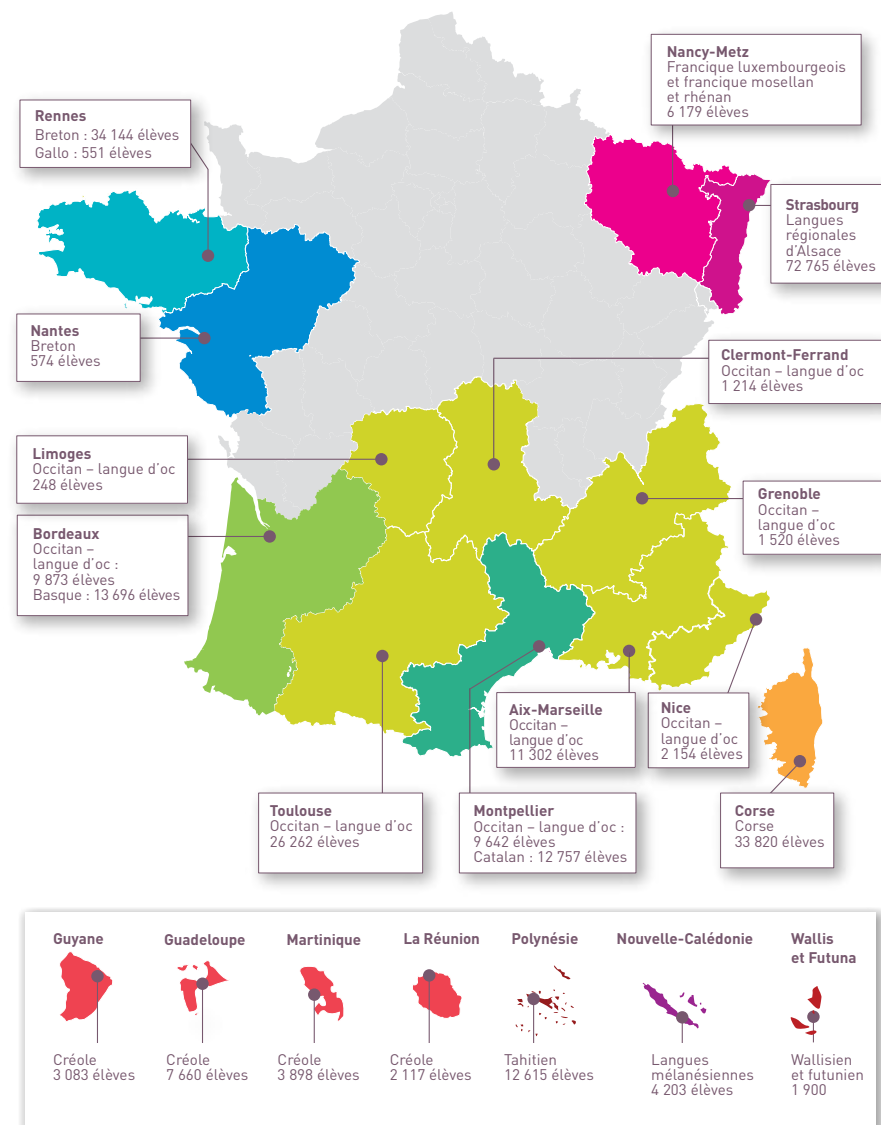 Nancy-Metz
Francique luxembourgeois
et francique mosellan
et rhénan
6 179 élèves
Rennes
Breton : 34 144 élèves
Gallo : 551 élèves
Strasbourg
Langues
régionales
d'Alsace
72 765 élèves
Nantes
Breton
574 élèves
Clermont-Ferrand
Occitan – langue d'oc
1 214 élèves
Limoges
Occitan – langue d'oc
248 élèves
Grenoble
Occitan –
langue d'oc
1 520 élèves
Bordeaux
Occitan –
langue d'oc :
9 873 élèves
Basque : 13 696 élèves
Aix-Marseille
Occitan –
langue d'oc
11 302 élèves
Nice
Occitan –
langue d'oc
2 154 élèves
Toulouse
Occitan – langue d'oc
26 262 élèves
Montpellier
Occitan – langue d'oc :
9 642 élèves
Catalan : 12 757 élèves
Corse
Corse
33 820 élèves
Guyane
Créole
3 083 élèves
Guadeloupe
Créole
7 660 élèves
Martinique
Créole
3 898 élèves
La Réunion
Créole
2 117 élèves
Polynésie
Tahitien
12 615 élèves
Nouvelle-Calédonie
Langues
mélanésiennes
4 203 élèves
Wallis
et Futuna
Wallisien
et futunien
1 900